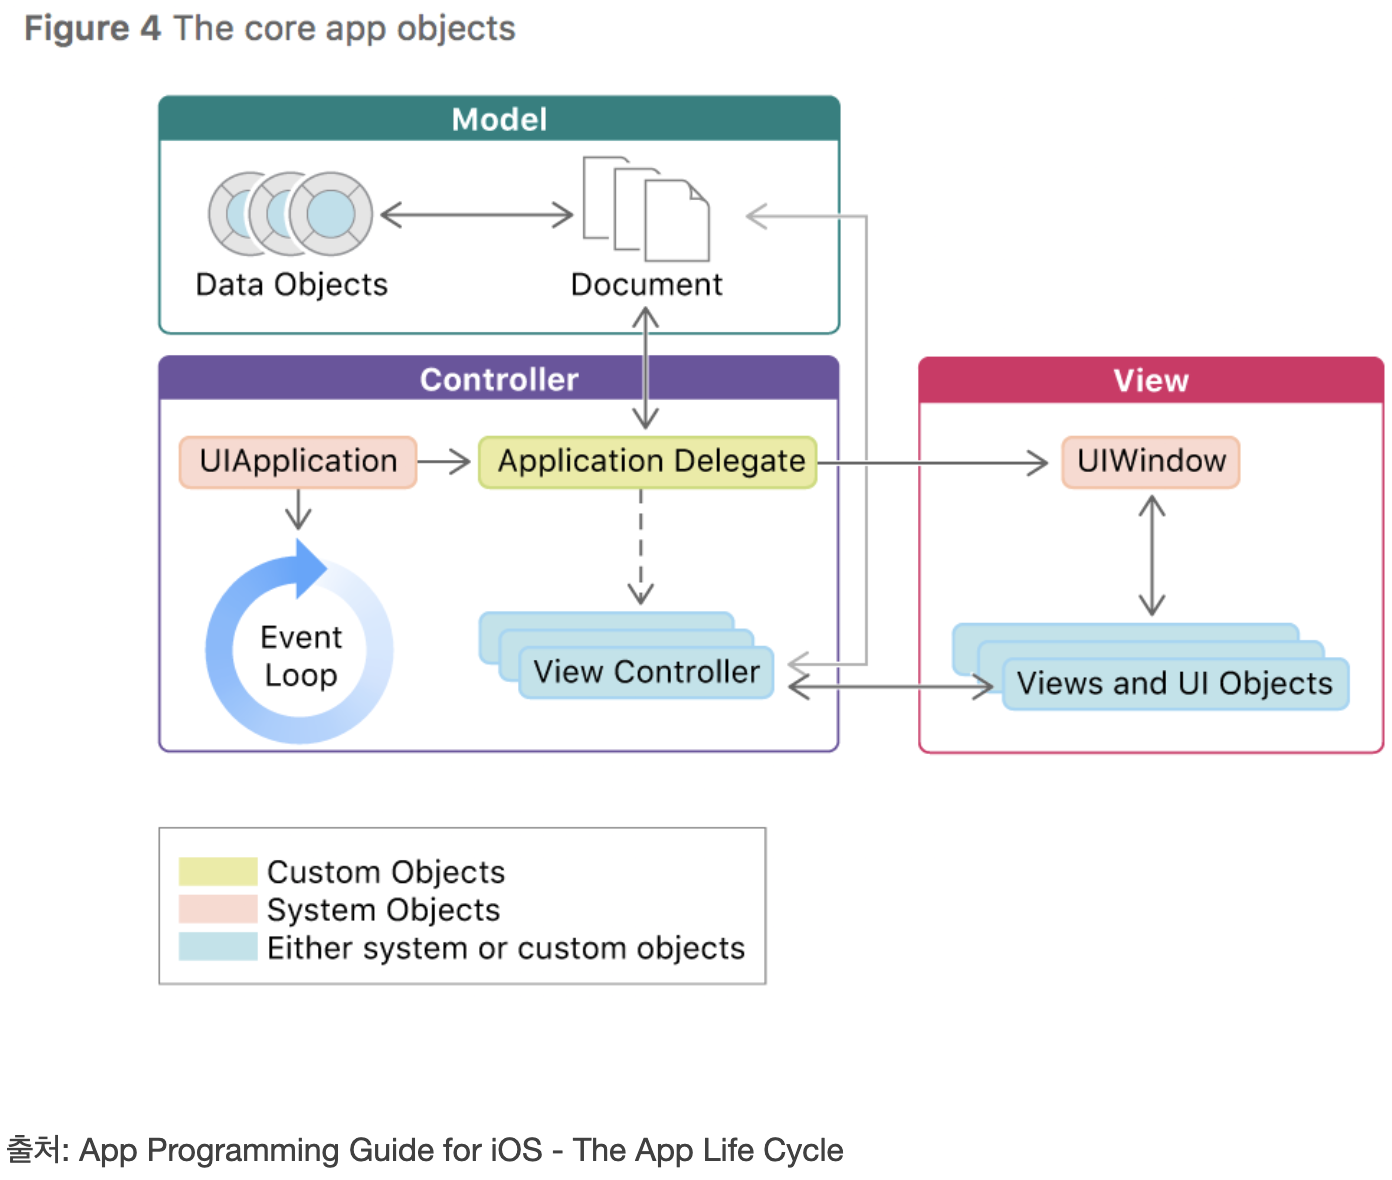 Figure 4 The core app objects
Model
Data Objects
Document
Controller
UIApplication
Application Delegate
Event
Loop
View Controller
View
UIWindow
Views and UI Objects
Custom Objects
System Objects
Either system or custom objects
출처: App Programming Guide for iOS - The App Life Cycle